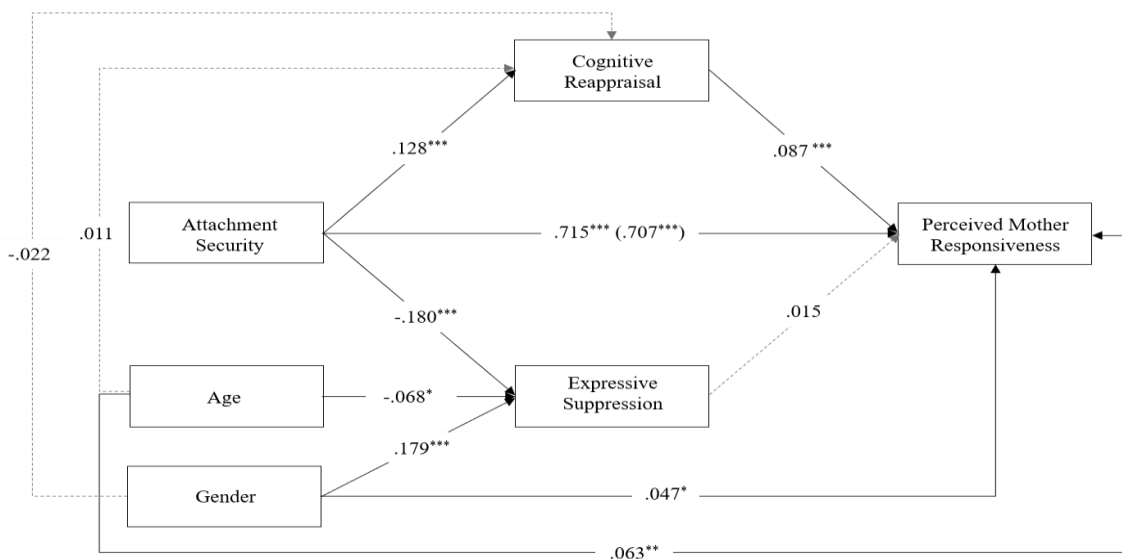 Cognitive
Reappraisal
.128***
.087 ***
Attachment
Security
.715*** (.707***)
Perceived Mother
Responsiveness
.011
-.022
-.180***
.015
Age
-.068*
Expressive
Suppression
.179***
Gender
.047*
.063**